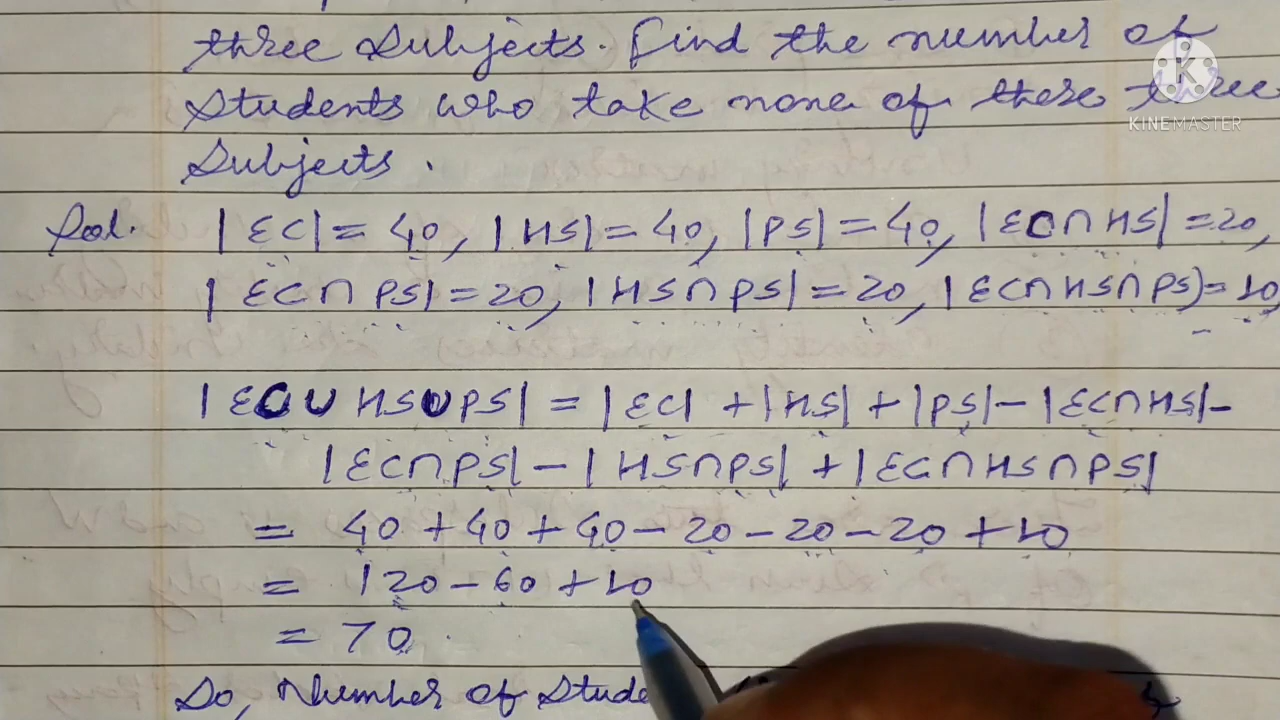 three Subjects. Find the number of
Students who take none of these three
Subjects.
Sol. |EC| = 40, |HS| = 40, |PS| = 40, |EC∩HS| = 20,
|EC∩PS| = 20, |HS∩PS| = 20, |EC∩HS∩PS) = 10
|EC∪HS∪PS| = |EC| + |HS| + |PS| - |EC∩HS| -
|EC∩PS| - |HS∩PS| + |EC∩HS∩PS|
= 40 + 40 + 40 - 20 - 20 - 20 + 10
= 120 - 60 + 10
= 70
So, Number of
KINEMASTER